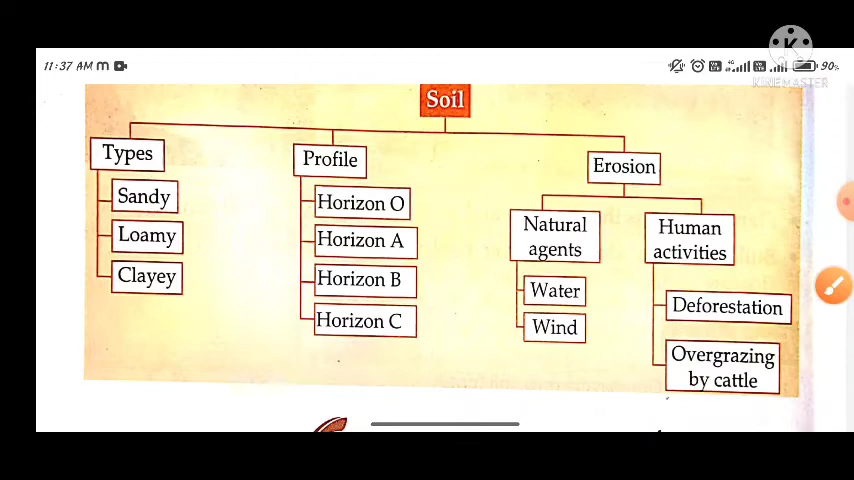 11:37 AM
90%
KINEMASTER
Soil
Types
Profile
Erosion
Sandy
Loamy
Clayey
Horizon O
Horizon A
Horizon B
Horizon C
Natural
agents
Water
Wind
Human
activities
Deforestation
Overgrazing
by cattle